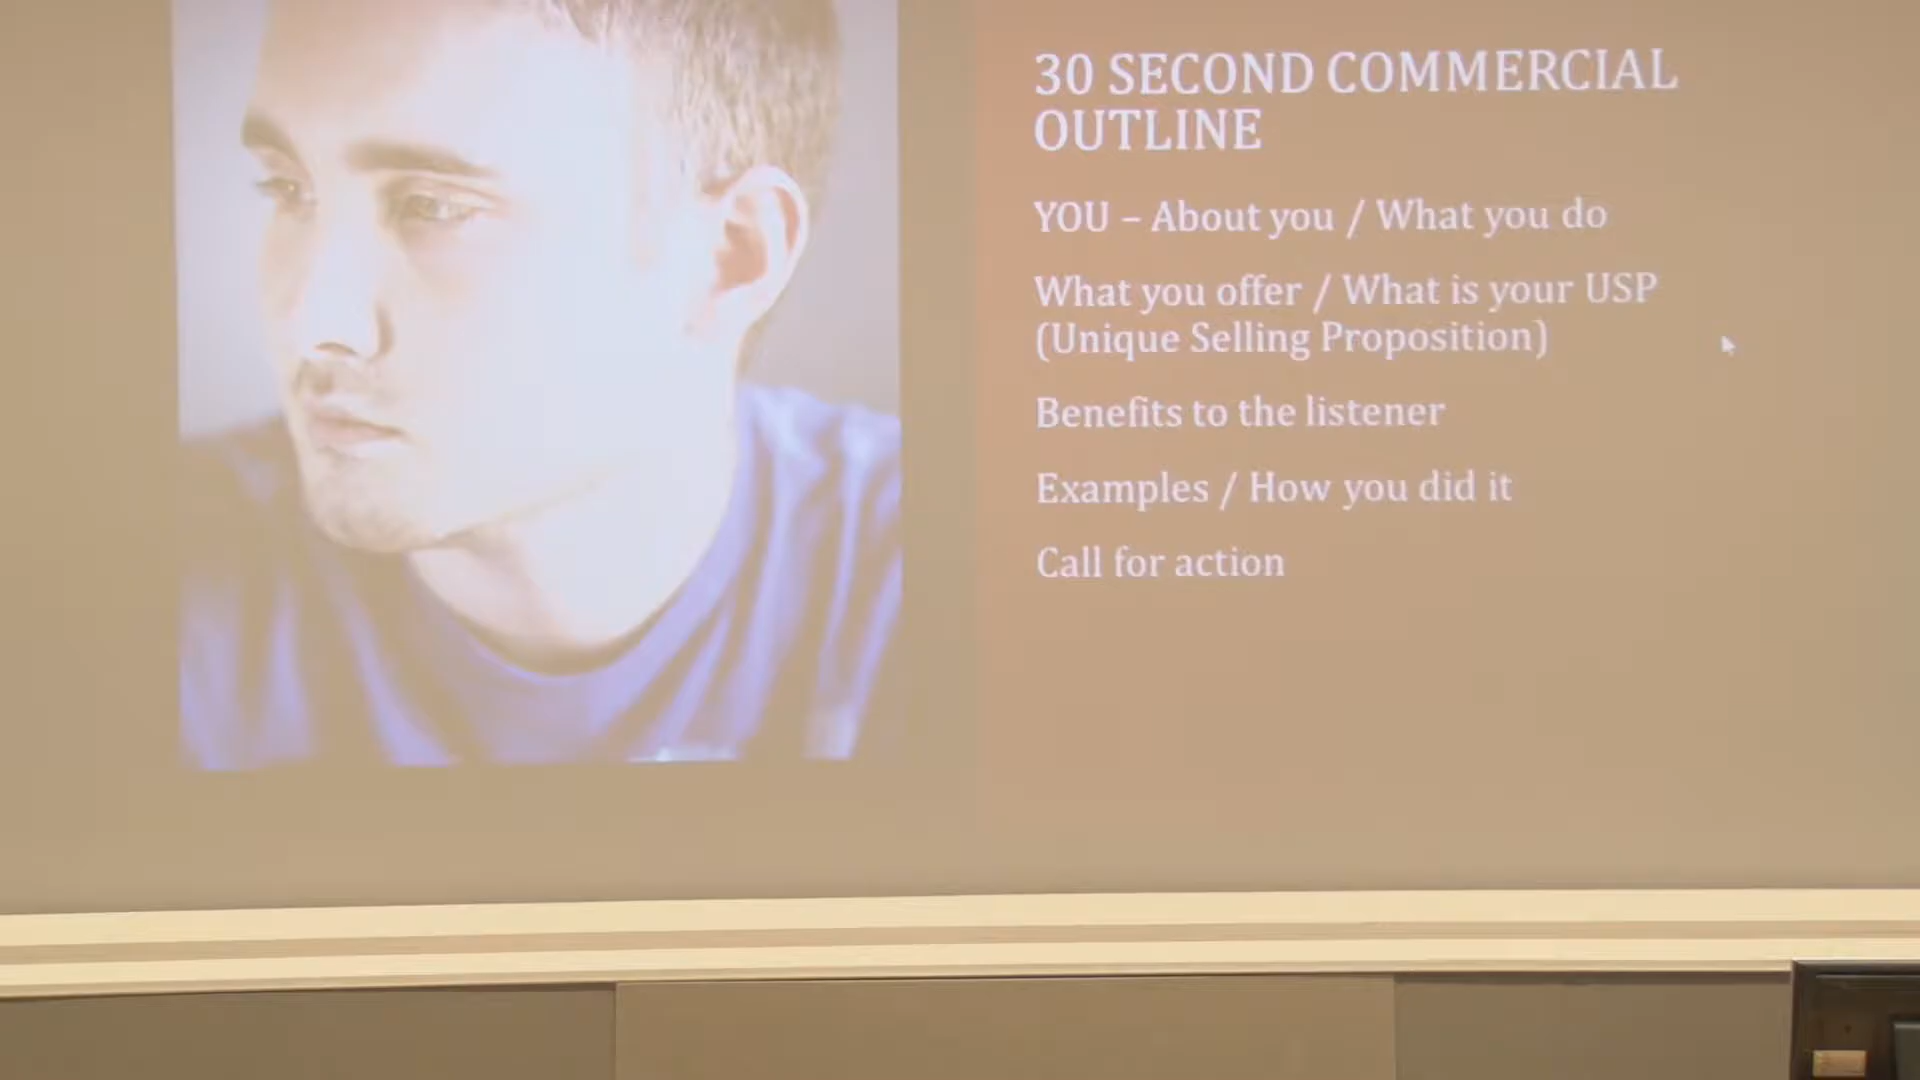 30 SECOND COMMERCIAL
OUTLINE
YOU – About you / What you do
What you offer / What is your USP
(Unique Selling Proposition)
Benefits to the listener
Examples / How you did it
Call for action